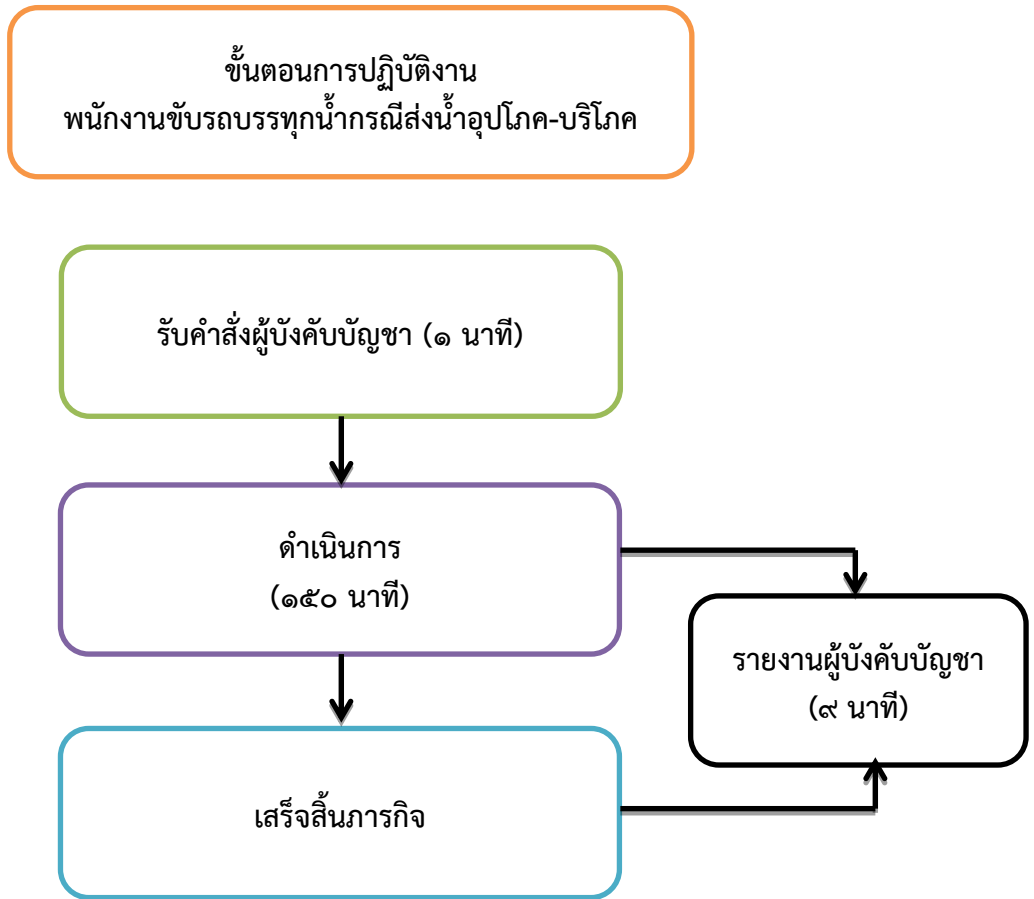 ขั้นตอนการปฏิบัติงาน
พนักงานขับรถบรรทุกน้ำกรณีส่งน้ำอุปโภค-บริโภค
รับคำสั่งผู้บังคับบัญชา (๑ นาที)
ดำเนินการ
(๑๕๐ นาที)
รายงานผู้บังคับบัญชา
(๙ นาที)
เสร็จสิ้นภารกิจ